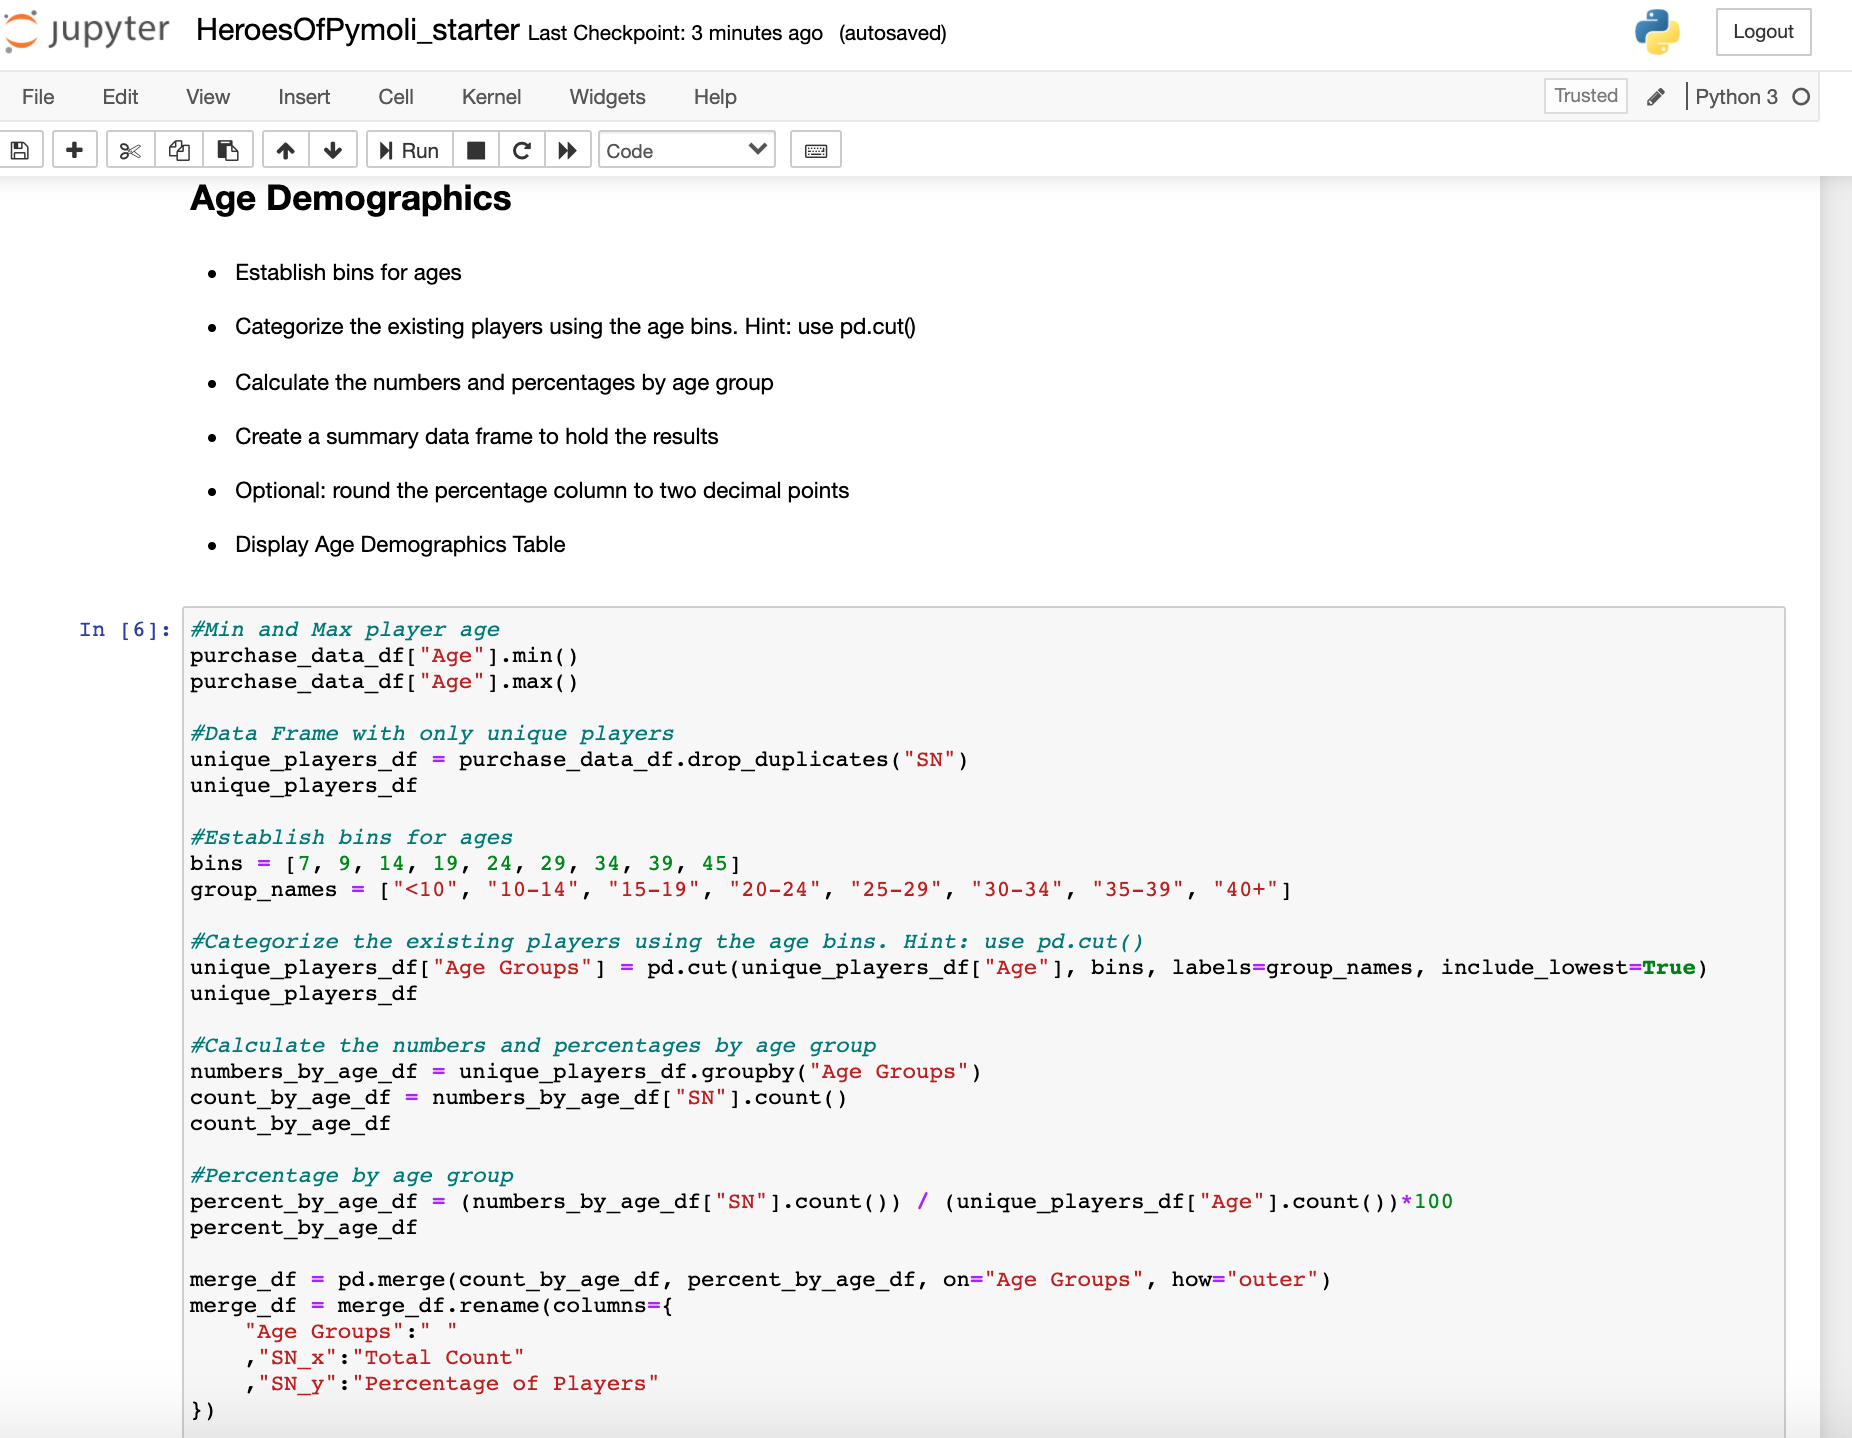 jupyter HeroesOfPymoli_starter Last Checkpoint: 3 minutes ago (autosaved) Logout
File Edit View Insert Cell Kernel Widgets Help Trusted Python 3
Run Code
Age Demographics
• Establish bins for ages
• Categorize the existing players using the age bins. Hint: use pd.cut()
• Calculate the numbers and percentages by age group
• Create a summary data frame to hold the results
• Optional: round the percentage column to two decimal points
• Display Age Demographics Table
In [6]: #Min and Max player age
purchase_data_df["Age"].min()
purchase_data_df["Age"].max()
#Data Frame with only unique players
unique_players_df = purchase_data_df.drop_duplicates("SN")
unique_players_df
#Establish bins for ages
bins = [7, 9, 14, 19, 24, 29, 34, 39, 45]
group_names = ["<10", "10-14", "15-19", "20-24", "25-29", "30-34", "35-39", "40+"]
#Categorize the existing players using the age bins. Hint: use pd.cut()
unique_players_df["Age Groups"] = pd.cut(unique_players_df["Age"], bins, labels=group_names, include_lowest=True)
unique_players_df
#Calculate the numbers and percentages by age group
numbers_by_age_df = unique_players_df.groupby("Age Groups")
count_by_age_df = numbers_by_age_df["SN"].count()
count_by_age_df
#Percentage by age group
percent_by_age_df = (numbers_by_age_df["SN"].count()) / (unique_players_df["Age"].count())*100
percent_by_age_df
merge_df = pd.merge(count_by_age_df, percent_by_age_df, on="Age Groups", how="outer")
merge_df = merge_df.rename(columns={
    "Age Groups":" "
    ,"SN_x":"Total Count"
    ,"SN_y":"Percentage of Players"
})